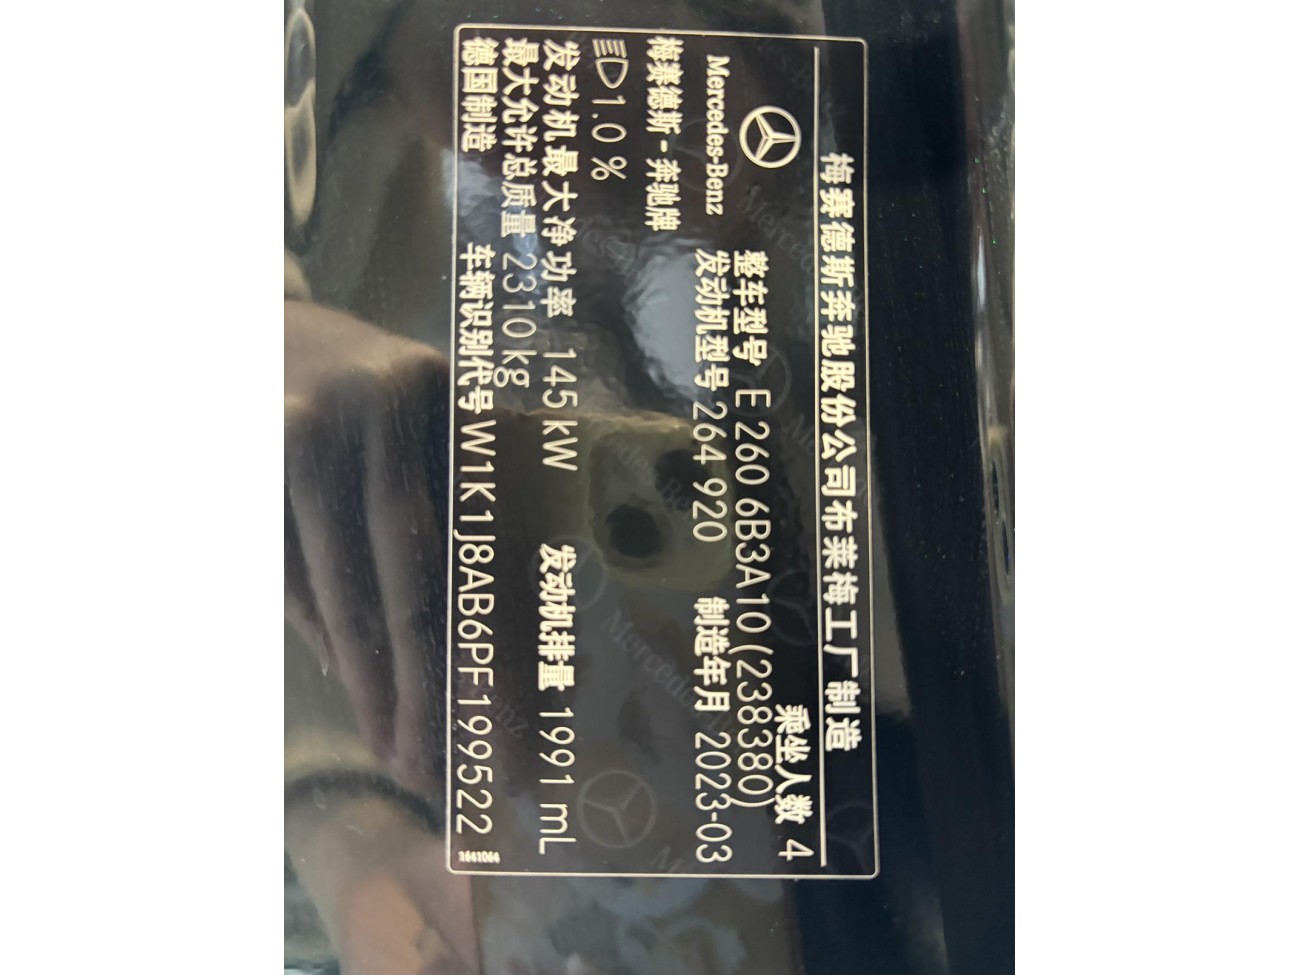 梅赛德斯奔驰股份公司布莱梅工厂制造
乘坐人数 4
整车型号 E 260 6B3A10 (238380)
Mercedes-Benz
发动机型号 264 920 制造年月 2023-03
梅赛德斯-奔驰牌
1.0 %
发动机最大净功率 145 kW 发动机排量 1991 mL
最大允许总质量 2310 kg
德国制造 车辆识别代号 W1K1J8AB6PF199522
1641064